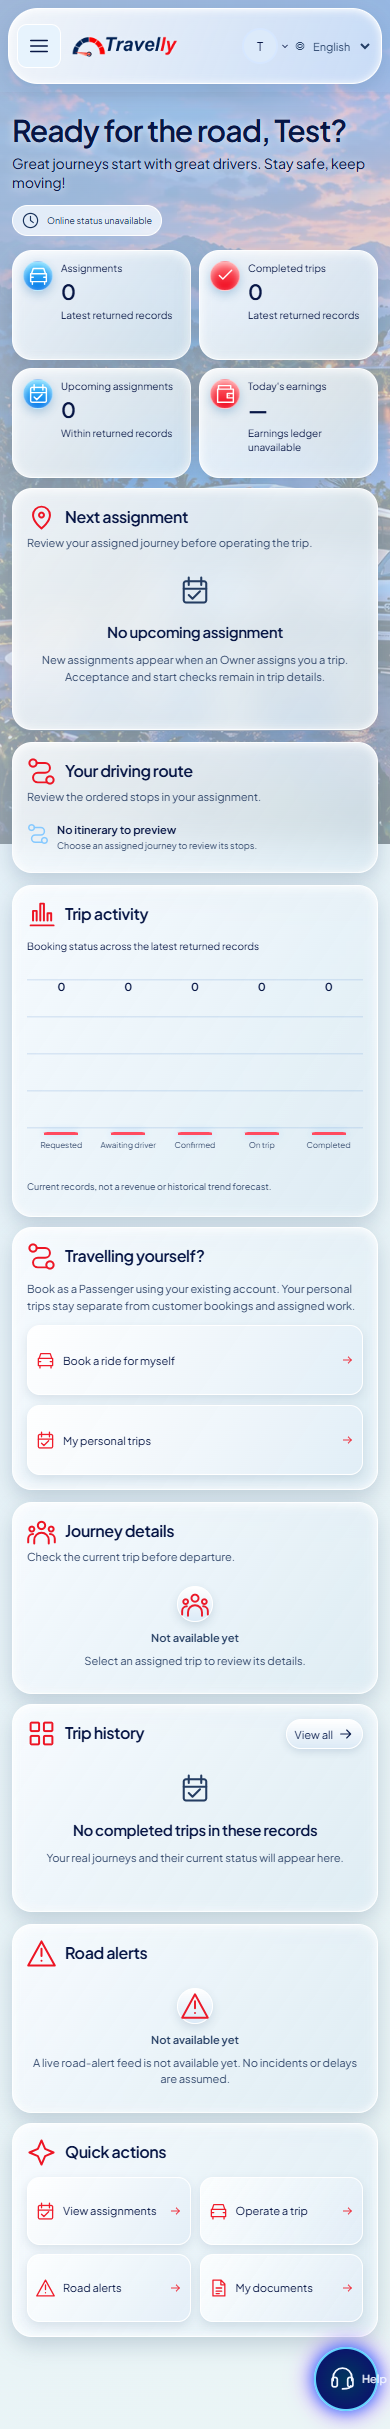 Travelly
T
English
Ready for the road, Test?
Great journeys start with great drivers. Stay safe, keep
moving!
Online status unavailable
Assignments
0
Latest returned records
Completed trips
0
Latest returned records
Upcoming assignments
0
Within returned records
Today's earnings
—
Earnings ledger
unavailable
Next assignment
Review your assigned journey before operating the trip.
No upcoming assignment
New assignments appear when an Owner assigns you a trip.
Acceptance and start checks remain in trip details.
Your driving route
Review the ordered stops in your assignment.
No itinerary to preview
Choose an assigned journey to review its stops.
Trip activity
Booking status across the latest returned records
0 0 0 0 0
Requested Awaiting driver Confirmed On trip Completed
Current records, not a revenue or historical trend forecast.
Travelling yourself?
Book as a Passenger using your existing account. Your personal
trips stay separate from customer bookings and assigned work.
Book a ride for myself
My personal trips
Journey details
Check the current trip before departure.
Not available yet
Select an assigned trip to review its details.
Trip history
View all
No completed trips in these records
Your real journeys and their current status will appear here.
Road alerts
Not available yet
A live road-alert feed is not available yet. No incidents or delays
are assumed.
Quick actions
View assignments
Operate a trip
Road alerts
My documents
Help